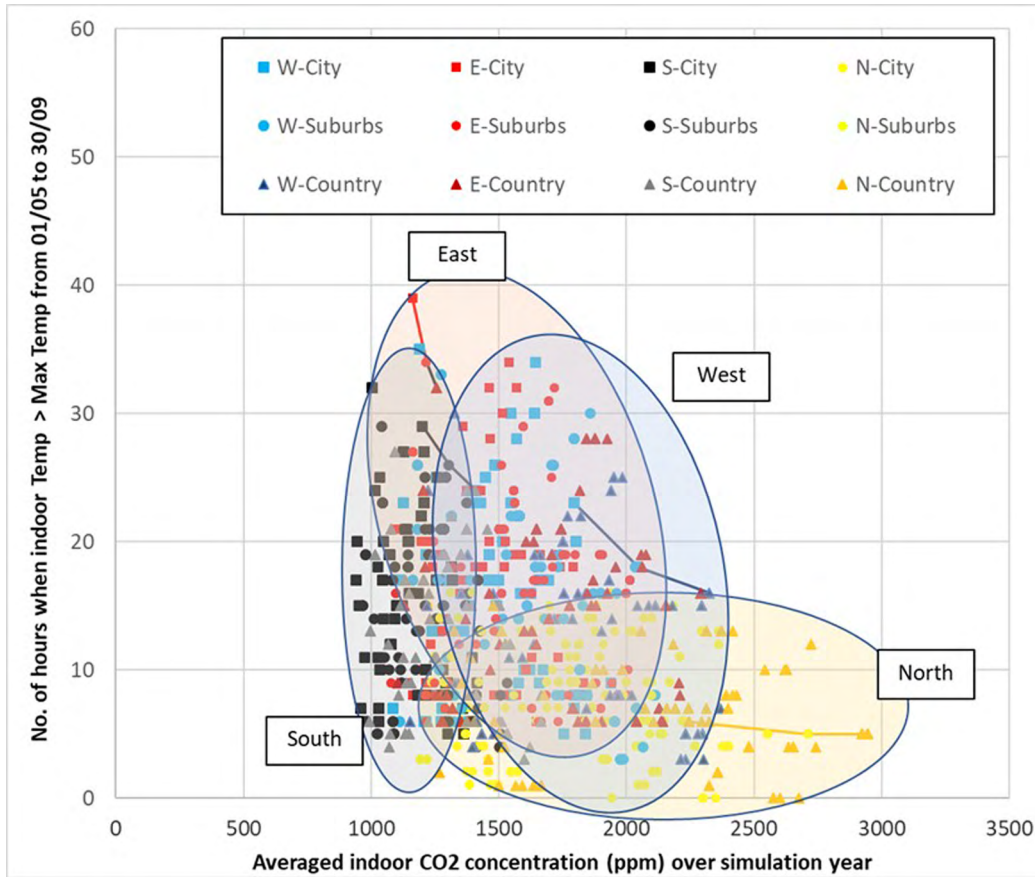 60
50
40
30
20
10
0
No. of hours when indoor Temp > Max Temp from 01/05 to 30/09
W-City E-City S-City N-City
W-Suburbs E-Suburbs S-Suburbs N-Suburbs
W-Country E-Country S-Country N-Country
East
West
North
South
0 500 1000 1500 2000 2500 3000 3500
Averaged indoor CO2 concentration (ppm) over simulation year